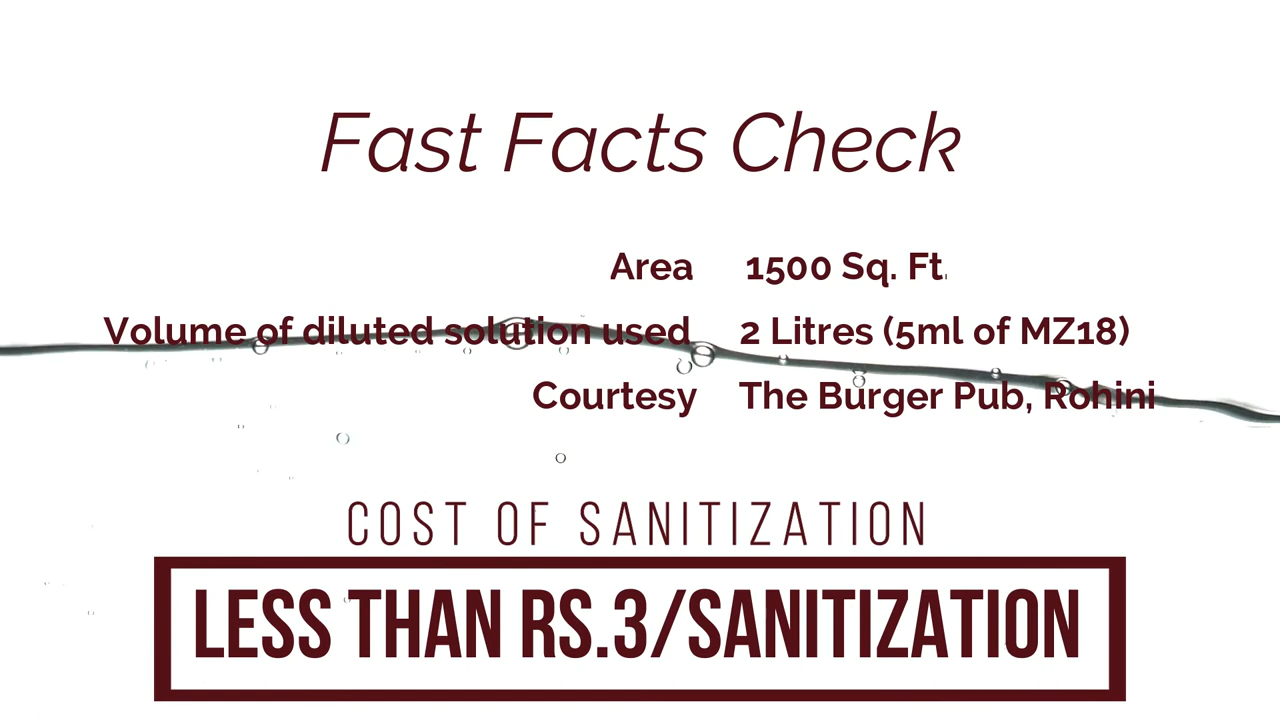 Fast Facts Check
Area 1500 Sq. Ft.
Volume of diluted solution used 2 Litres (5ml of MZ18)
Courtesy The Burger Pub, Rohini
COST OF SANITIZATION
LESS THAN RS.3/SANITIZATION